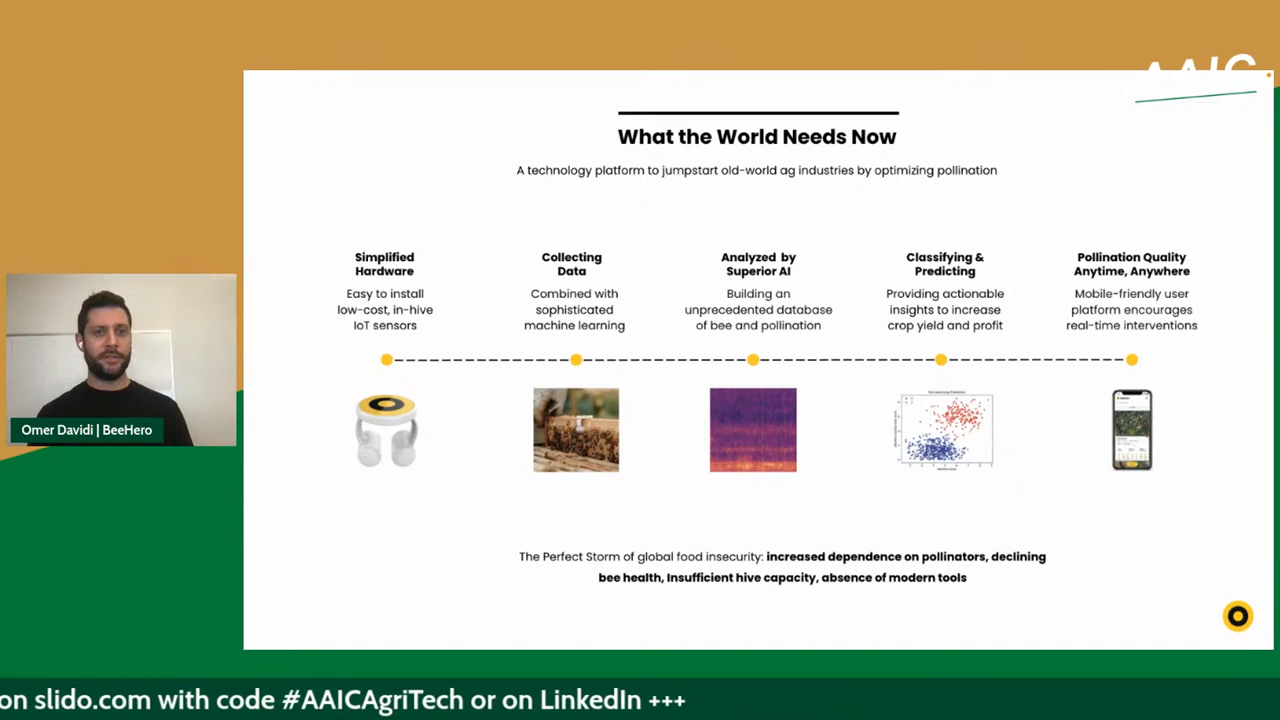 AAIC
What the World Needs Now
A technology platform to jumpstart old-world ag industries by optimizing pollination
Simplified
Hardware
Easy to install
low-cost, in-hive
IoT sensors
Collecting
Data
Combined with
sophisticated
machine learning
Analyzed by
Superior AI
Building an
unprecedented database
of bee and pollination
Classifying &
Predicting
Providing actionable
insights to increase
crop yield and profit
Pollination Quality
Anytime, Anywhere
Mobile-friendly user
platform encourages
real-time interventions
Omer Davidi | BeeHero
The Perfect Storm of global food insecurity: increased dependence on pollinators, declining
bee health, Insufficient hive capacity, absence of modern tools
on slido.com with code #AAICAgriTech or on LinkedIn +++